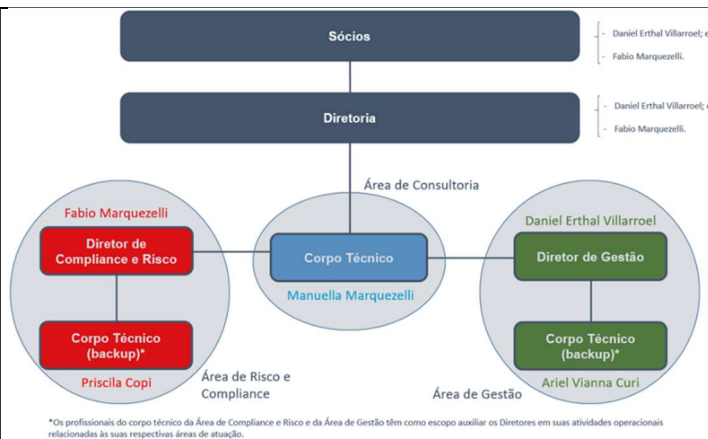 Sócios
- Daniel Erthal Villarroel; e
- Fabio Marquezelli.
Diretoria
- Daniel Erthal Villarroel; e
- Fabio Marquezelli.
Área de Consultoria
Fabio Marquezelli
Diretor de
Compliance e Risco
Corpo Técnico
(backup)*
Priscila Copi
Área de Risco e
Compliance
Corpo Técnico
Manuella Marquezelli
Daniel Erthal Villarroel
Diretor de Gestão
Corpo Técnico
(backup)*
Ariel Vianna Curi
Área de Gestão
*Os profissionais do corpo técnico da Área de Compliance e Risco e da Área de Gestão têm como escopo auxiliar os Diretores em suas atividades operacionais
relacionadas às suas respectivas áreas de atuação.